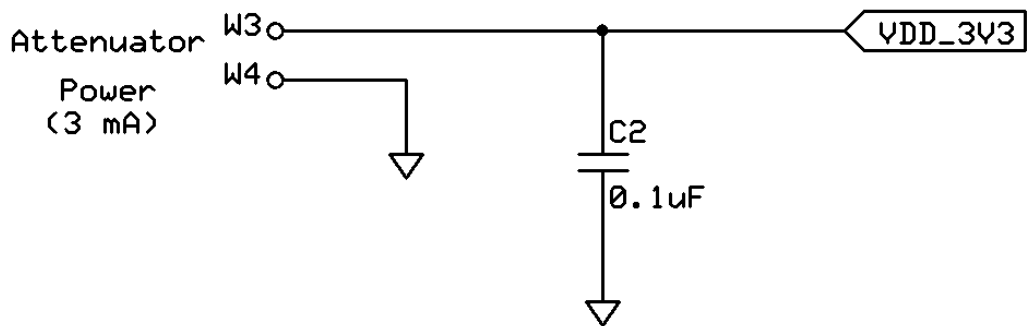 Attenuator
Power
(3 mA)
W3
W4
VDD_3V3
C2
0.1uF